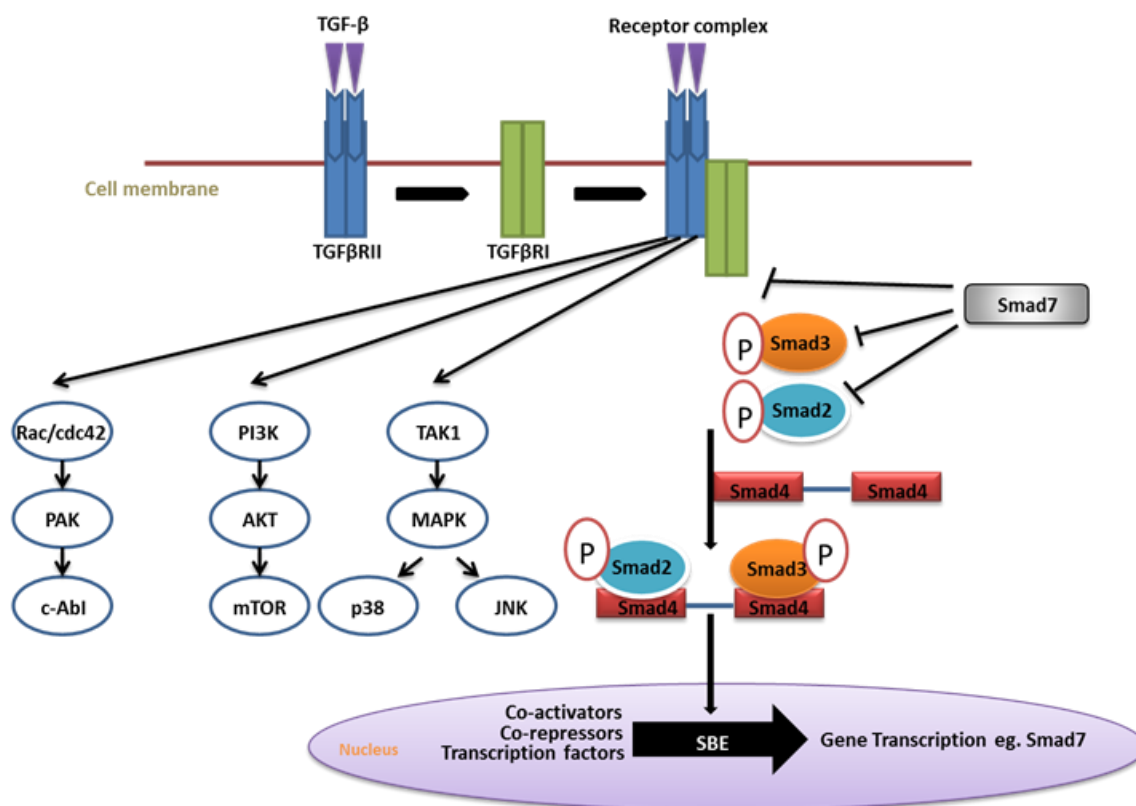 TGF-β
Receptor complex
Cell membrane
TGFβRII
TGFβRI
Smad7
P
Smad3
P
Smad2
Rac/cdc42
PI3K
TAK1
Smad4
Smad4
PAK
AKT
MAPK
P
Smad2
Smad3
P
c-Abl
mTOR
p38
JNK
Smad4
Smad4
Co-activators
Co-repressors
Transcription factors
Nucleus
SBE
Gene Transcription eg. Smad7